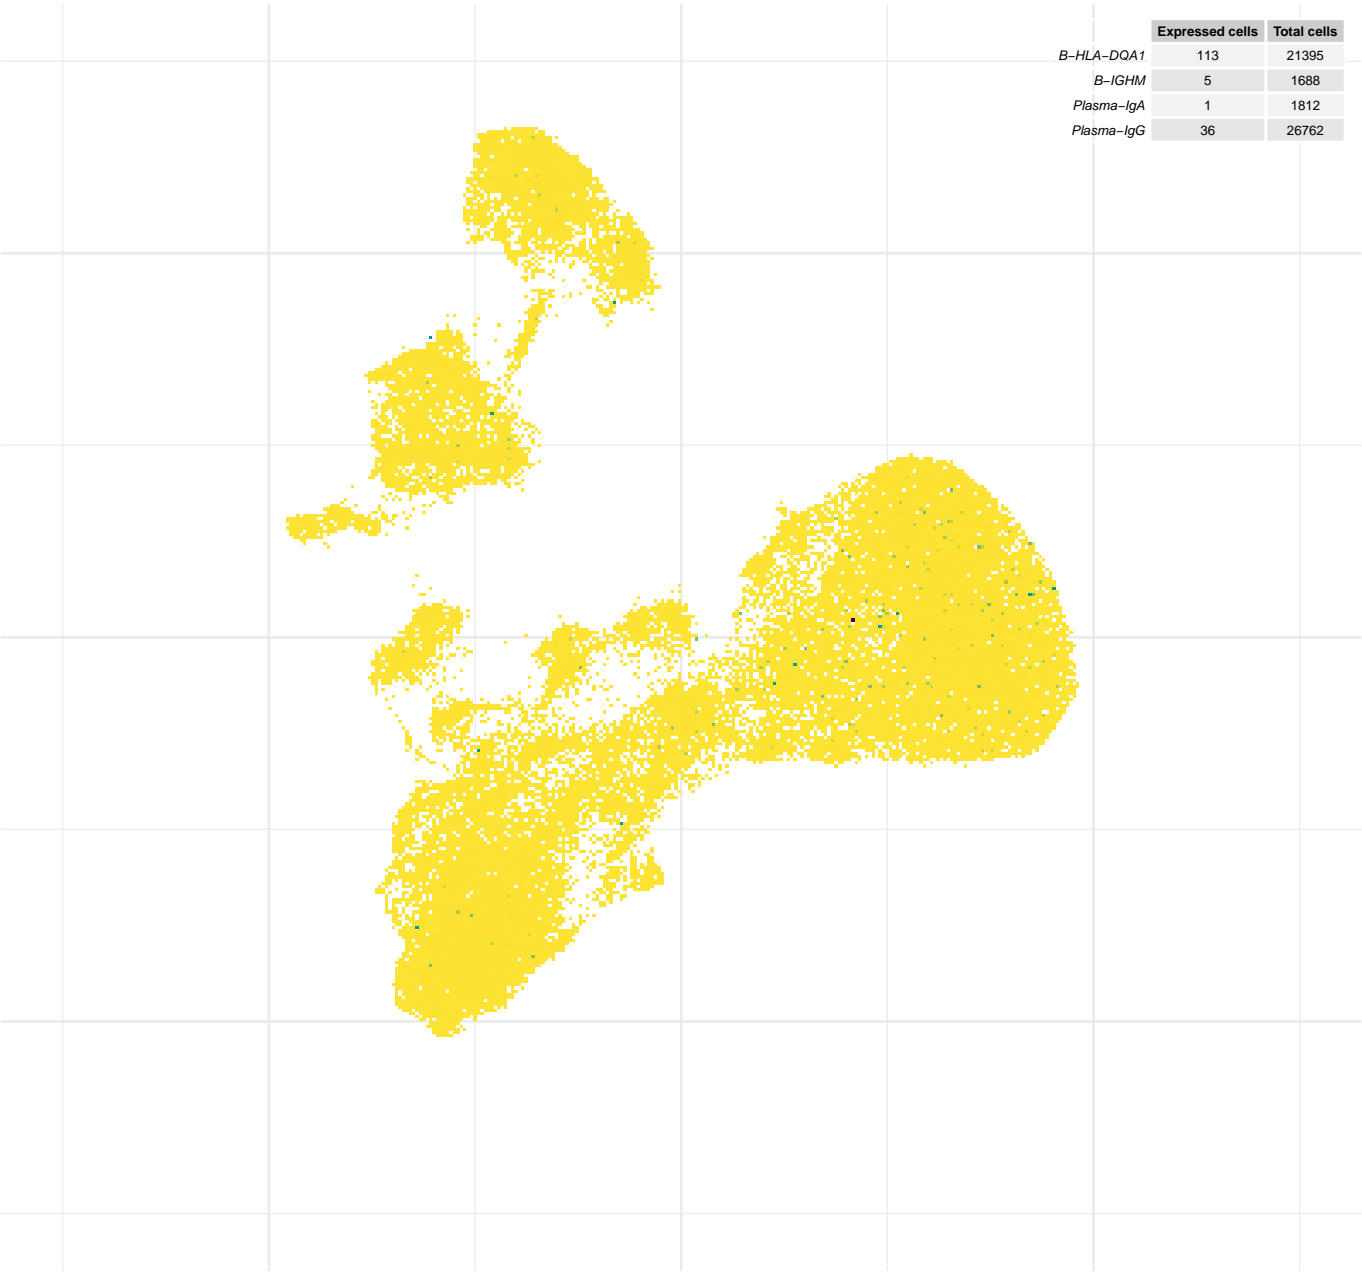 Expressed cells Total cells
B−HLA−DQA1 113 21395
B−IGHM 5 1688
Plasma−IgA 1 1812
Plasma−IgG 36 26762